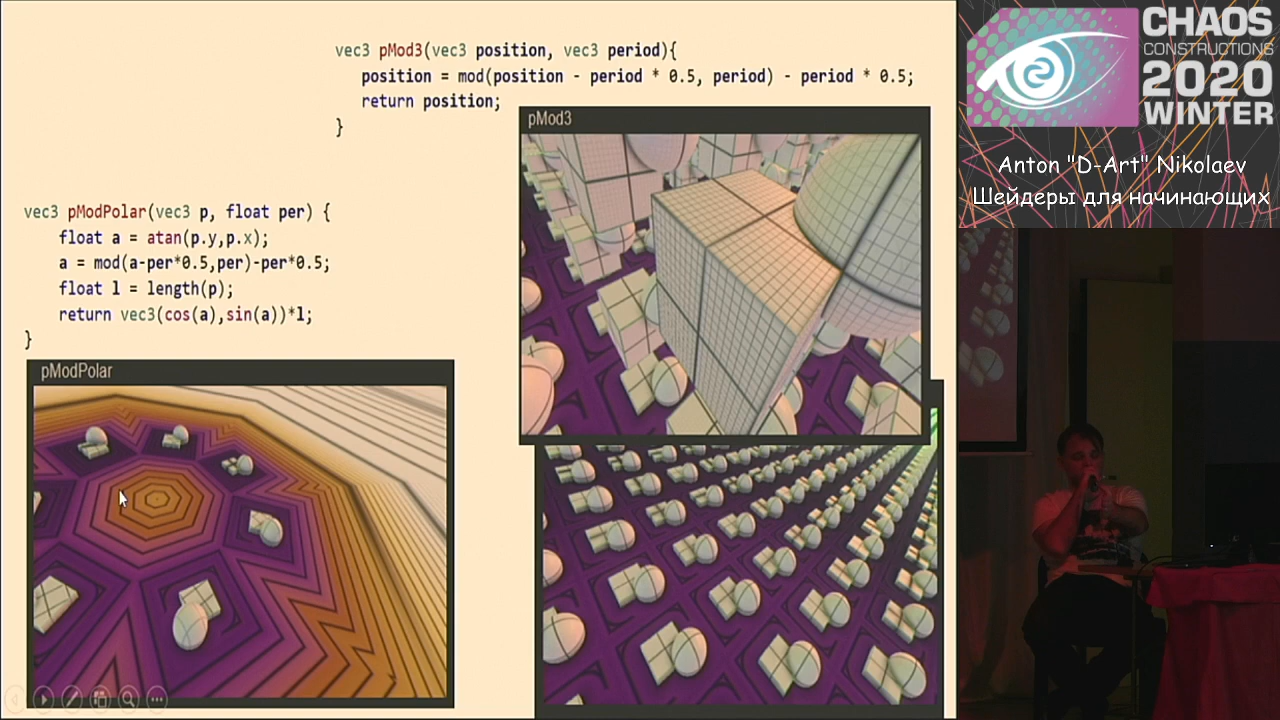 vec3 pMod3(vec3 position, vec3 period){
position = mod(position - period * 0.5, period) - period * 0.5;
return position;
}
pMod3
vec3 pModPolar(vec3 p, float per) {
float a = atan(p.y,p.x);
a = mod(a-per*0.5,per)-per*0.5;
float l = length(p);
return vec3(cos(a),sin(a))*l;
}
pModPolar
CHAOS
CONSTRUCTIONS
2020
WINTER
Anton "D-Art" Nikolaev
Шейдеры для начинающих